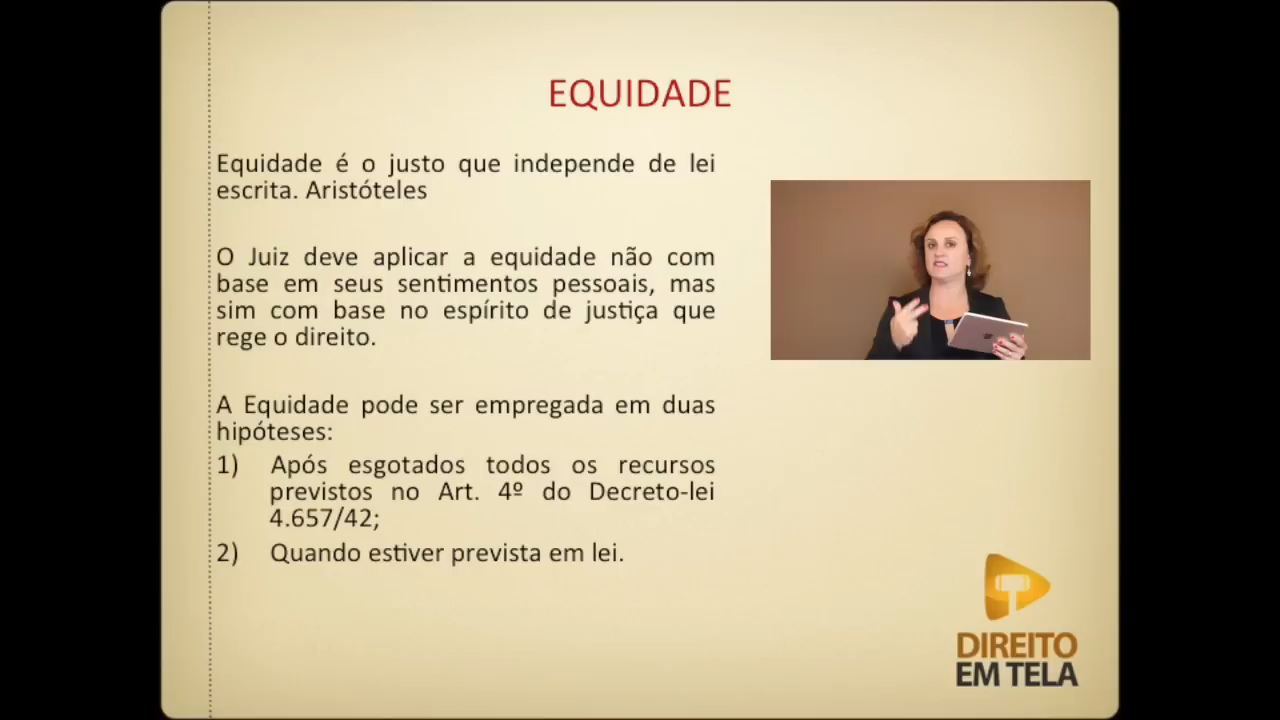 EQUIDADE
Equidade é o justo que independe de lei
escrita. Aristóteles
O Juiz deve aplicar a equidade não com
base em seus sentimentos pessoais, mas
sim com base no espírito de justiça que
rege o direito.
A Equidade pode ser empregada em duas
hipóteses:
1) Após esgotados todos os recursos
previstos no Art. 4º do Decreto-lei
4.657/42;
2) Quando estiver prevista em lei.
DIREITO
EM TELA